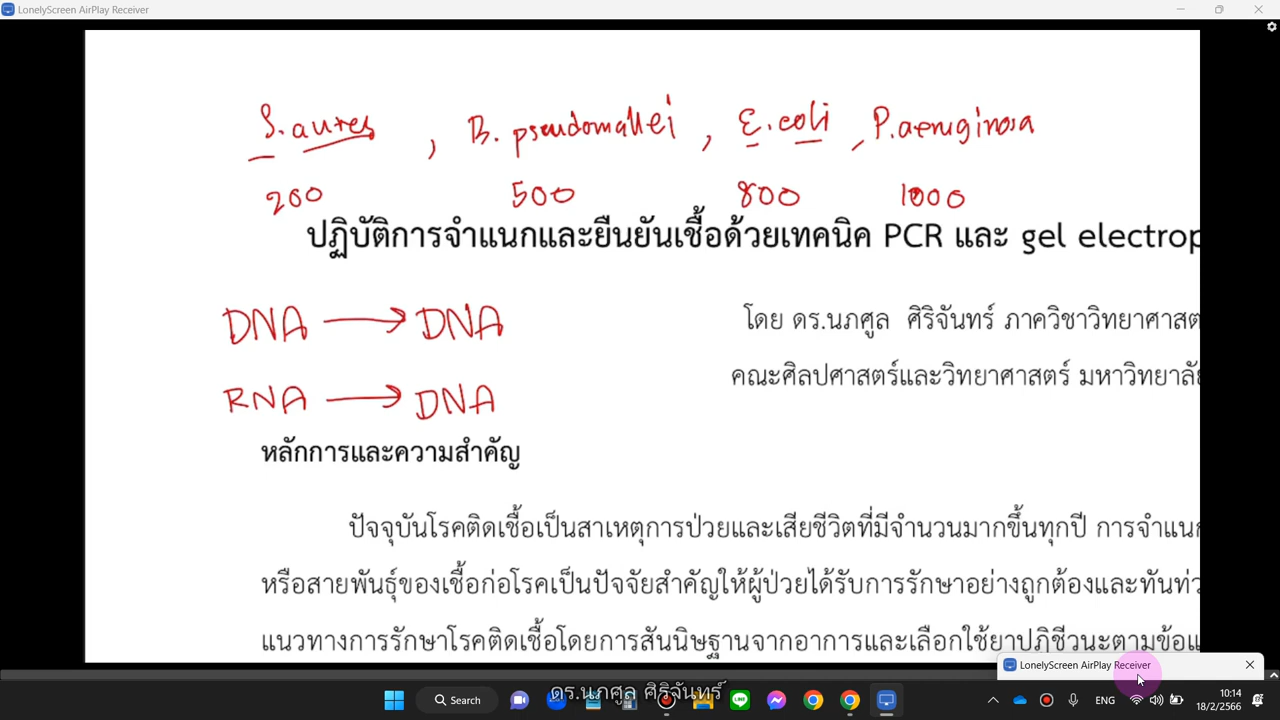 LonelyScreen AirPlay Receiver
S. aures , B. pseudomallei , E. coli , P. aeruginosa
200 500 800 1000
ปฏิบัติการจำแนกและยืนยันเชื้อด้วยเทคนิค PCR และ gel electrop
DNA → DNA
โดย ดร.นภศูล ศิริจันทร์ ภาควิชาวิทยาศาสต
คณะศิลปศาสตร์และวิทยาศาสตร์ มหาวิทยาลัย
RNA → DNA
หลักการและความสำคัญ
ปัจจุบันโรคติดเชื้อเป็นสาเหตุการป่วยและเสียชีวิตที่มีจำนวนมากขึ้นทุกปี การจำแนก
หรือสายพันธุ์ของเชื้อก่อโรคเป็นปัจจัยสำคัญให้ผู้ป่วยได้รับการรักษาอย่างถูกต้องและทันท่ว
แนวทางการรักษาโรคติดเชื้อโดยการสันนิษฐานจากอาการและเลือกใช้ยาปฏิชีวนะตามข้อแ
LonelyScreen AirPlay Receiver
Search
ดร.นภศูล ศิริจันทร์
ENG
10:14
18/2/2566